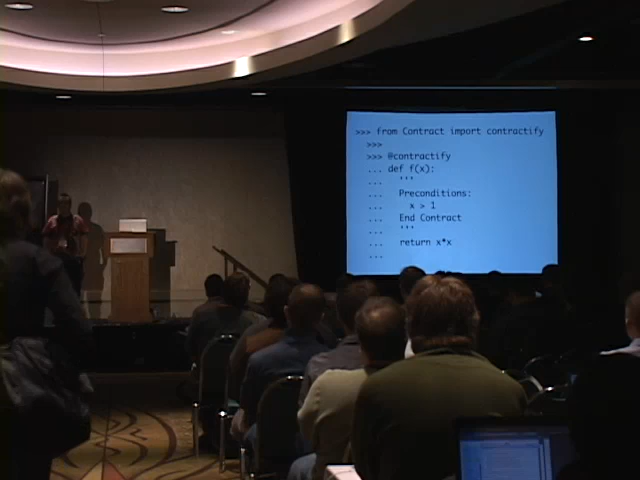 >>> from Contract import contractify
>>>
>>> @contractify
... def f(x):
...   '''
...   Preconditions:
...     x > 1
...   End Contract
...   '''
...   return x*x
...